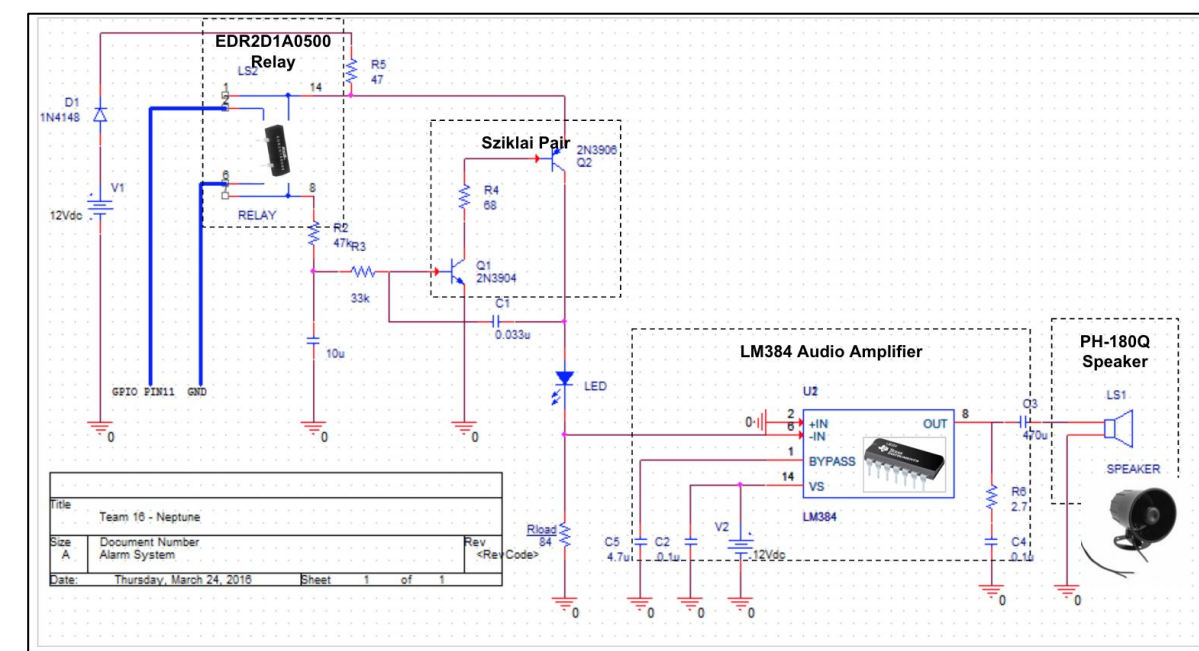 EDR2D1A0500
Relay
LS2
1
2
14
R5
47
D1
1N4148
Sziklai Pair
2N3906
Q2
V1
12Vdc
6
8
RELAY
R4
68
R2
47k
R3
33k
Q1
2N3904
C1
0.033u
10u
GPIO PIN11 GND
LED
0
0
0
LM384 Audio Amplifier
PH-180Q
Speaker
U2
LS1
0
2
+IN
6
-IN
OUT
8
C3
470u
1
BYPASS
14
VS
SPEAKER
LM384
R6
2.7
Title
Team 16 - Neptune
Size
A
Document Number
Alarm System
Rev
<RevCode>
Date:
Thursday, March 24, 2016
Sheet 1 of 1
Rload
84
C5
4.7u
C2
0.1u
V2
12Vdc
C4
0.1u
0
0
0
0
0
0